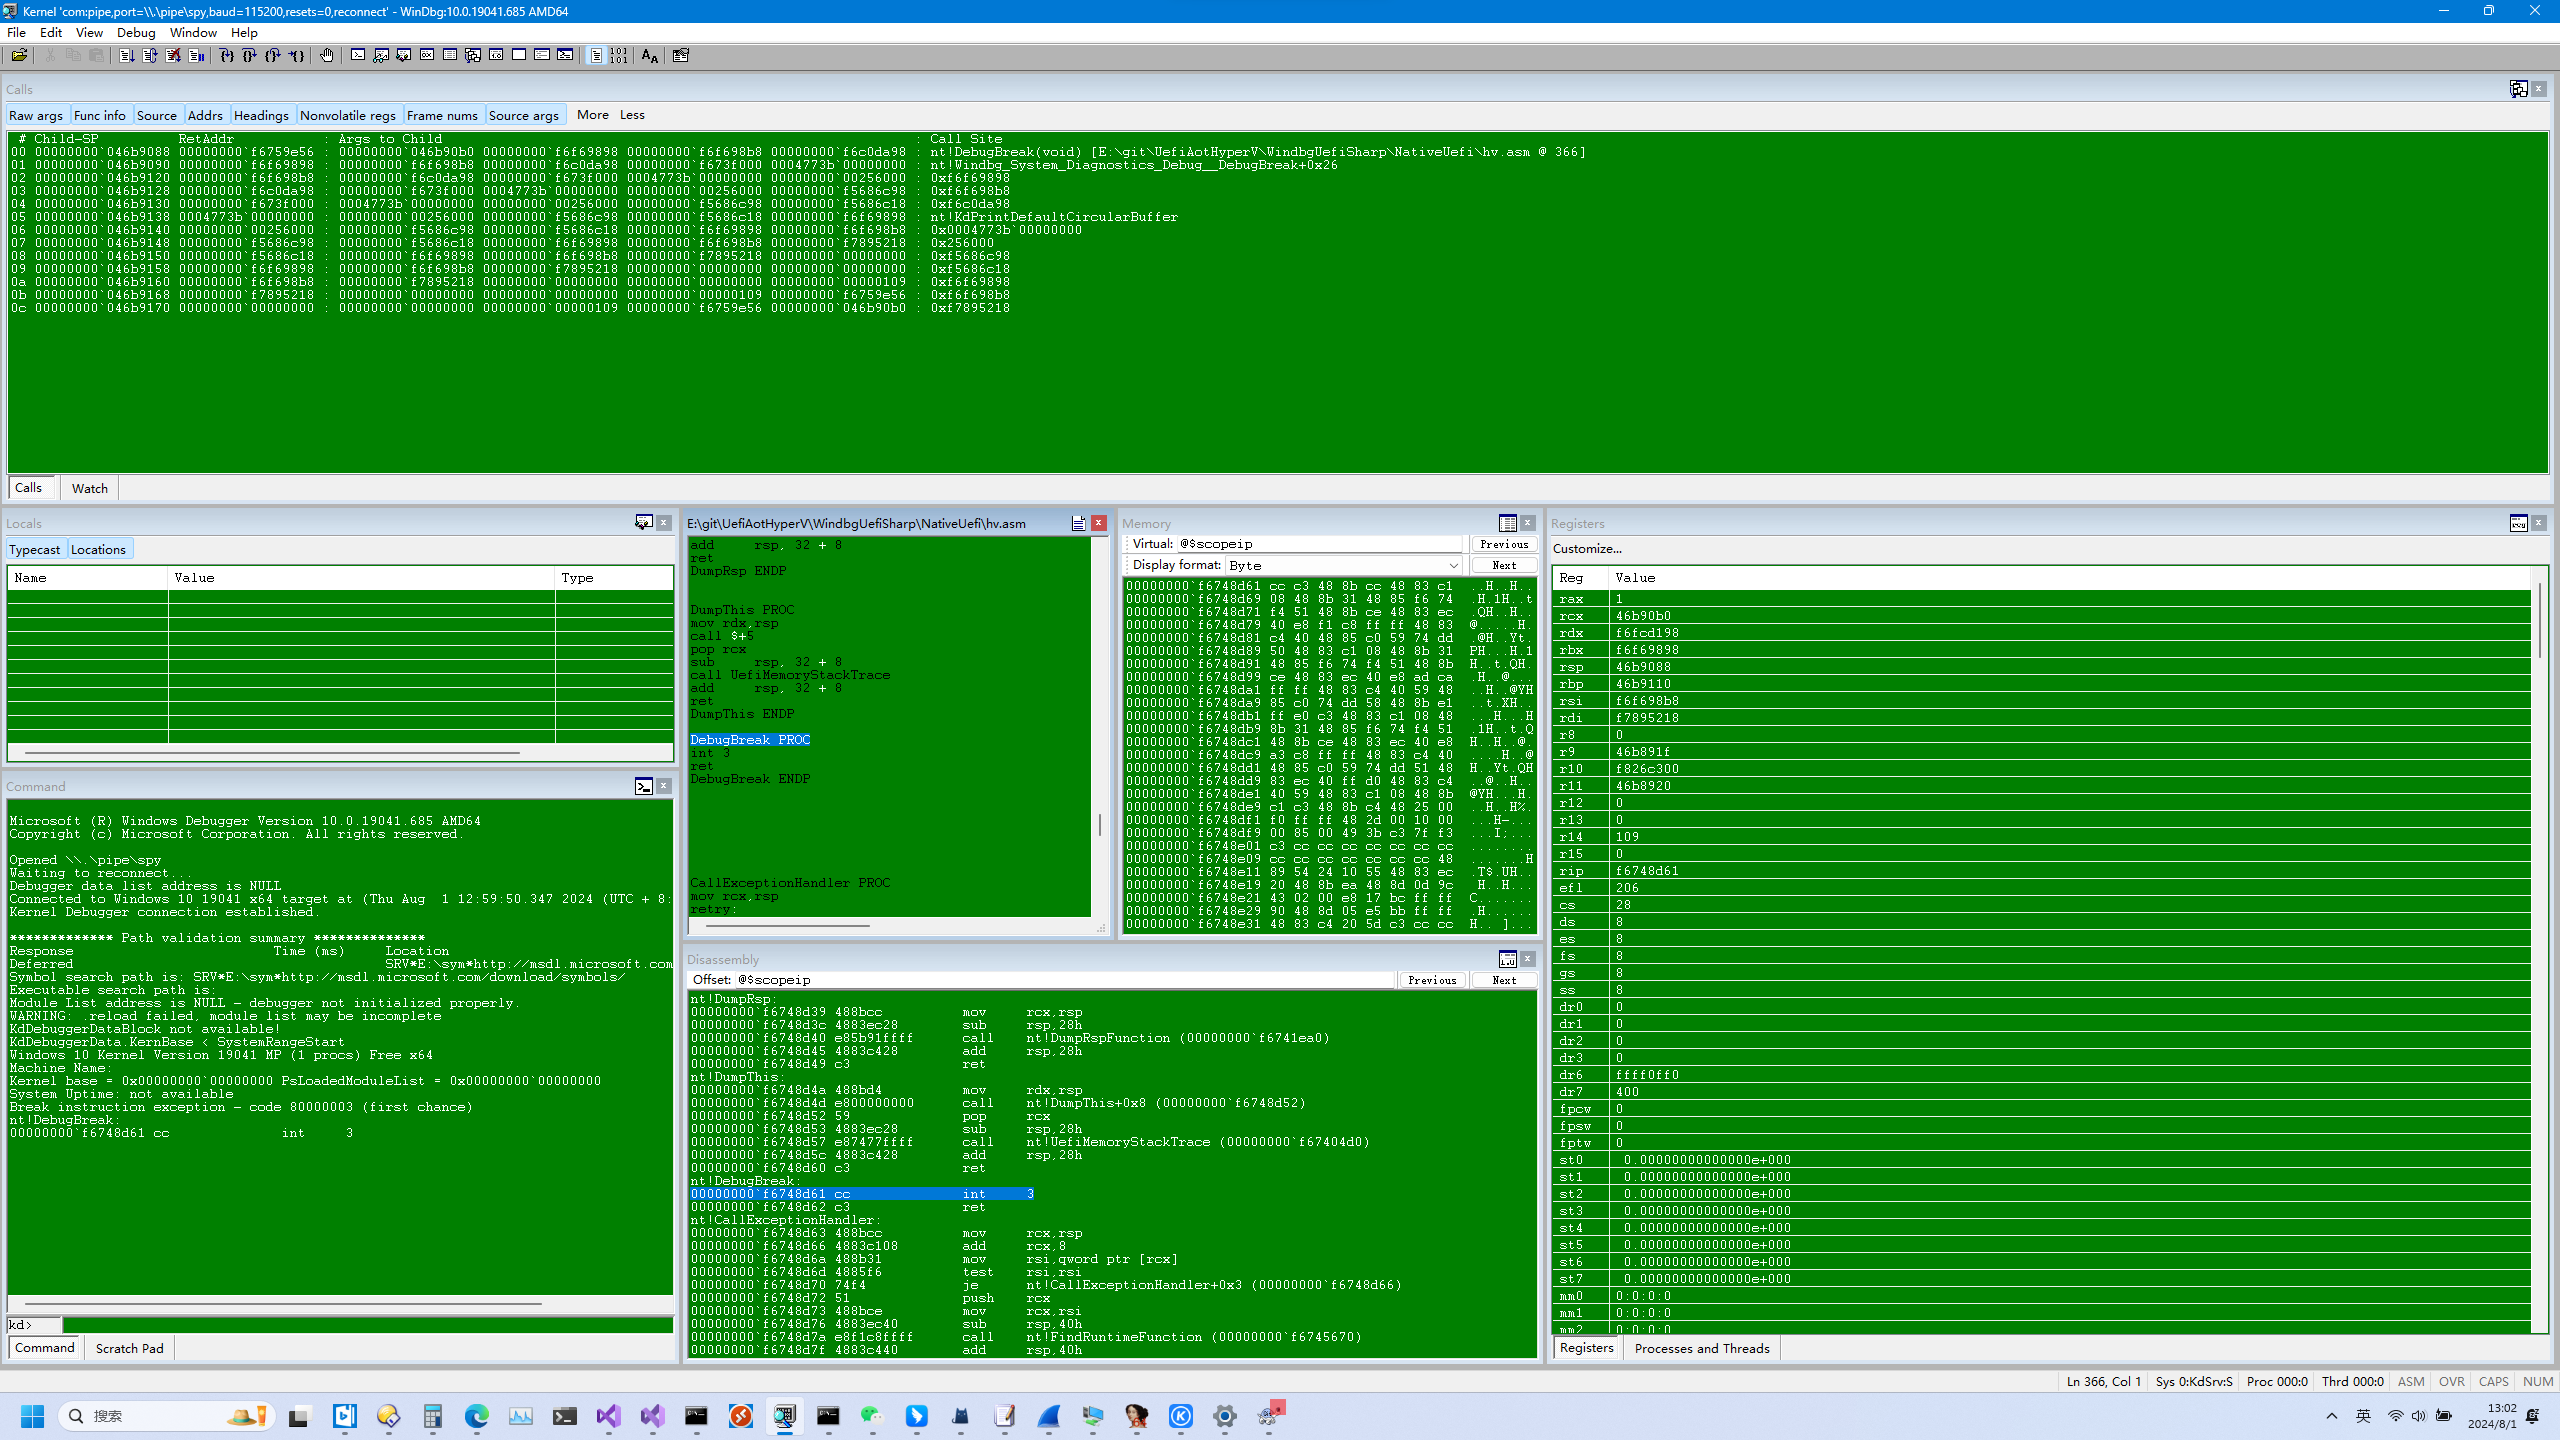 Kernel 'com:pipe,port=\\.\pipe\spy,baud=115200,resets=0,reconnect' - WinDbg:10.0.19041.685 AMD64
File Edit View Debug Window Help
Calls
Raw args Func info Source Addrs Headings Nonvolatile regs Frame nums Source args More Less
# Child-SP RetAddr : Args to Child : Call Site
00 00000000`046b9088 00000000`f6759e56 : 00000000`046b90b0 00000000`f6f69898 00000000`f6f698b8 00000000`f6c0da98 : nt!DebugBreak(void) [E:\git\UefiAotHyperV\WindbgUefiSharp\NativeUefi\hv.asm @ 366]
01 00000000`046b9090 00000000`f6f69898 : 00000000`f6f698b8 00000000`f6c0da98 00000000`f673f000 0004773b`00000000 : nt!Windbg_System_Diagnostics_Debug__DebugBreak+0x26
02 00000000`046b9120 00000000`f6f698b8 : 00000000`f6c0da98 00000000`f673f000 0004773b`00000000 00000000`00256000 : 0xf6f69898
03 00000000`046b9128 00000000`f6c0da98 : 00000000`f673f000 0004773b`00000000 00000000`00256000 00000000`f5686c98 : 0xf6f698b8
04 00000000`046b9130 00000000`f673f000 : 0004773b`00000000 00000000`00256000 00000000`f5686c98 00000000`f5686c18 : 0xf6c0da98
05 00000000`046b9138 0004773b`00000000 : 00000000`00256000 00000000`f5686c98 00000000`f5686c18 00000000`f6f69898 : nt!KdPrintDefaultCircularBuffer
06 00000000`046b9140 00000000`00256000 : 00000000`f5686c98 00000000`f5686c18 00000000`f6f69898 00000000`f6f698b8 : 0x0004773b`00000000
07 00000000`046b9148 00000000`f5686c98 : 00000000`f5686c18 00000000`f6f69898 00000000`f6f698b8 00000000`f7895218 : 0x256000
08 00000000`046b9150 00000000`f5686c18 : 00000000`f6f69898 00000000`f6f698b8 00000000`f7895218 00000000`00000000 : 0xf5686c98
09 00000000`046b9158 00000000`f6f69898 : 00000000`f6f698b8 00000000`f7895218 00000000`00000000 00000000`00000000 : 0xf5686c18
0a 00000000`046b9160 00000000`f6f698b8 : 00000000`f7895218 00000000`00000000 00000000`00000000 00000000`00000109 : 0xf6f69898
0b 00000000`046b9168 00000000`f7895218 : 00000000`00000000 00000000`00000000 00000000`00000109 00000000`f6759e56 : 0xf6f698b8
0c 00000000`046b9170 00000000`00000000 : 00000000`00000000 00000000`00000109 00000000`f6759e56 00000000`046b90b0 : 0xf7895218
Calls Watch
Locals
Typecast Locations
Name Value Type
Command
Microsoft (R) Windows Debugger Version 10.0.19041.685 AMD64
Copyright (c) Microsoft Corporation. All rights reserved.
Opened \\.\pipe\spy
Waiting to reconnect...
Debugger data list address is NULL
Connected to Windows 10 19041 x64 target at (Thu Aug  1 12:59:50.347 2024 (UTC + 8:
Kernel Debugger connection established.
************* Path validation summary **************
Response Time (ms) Location
Deferred SRV*E:\sym*http://msdl.microsoft.com
Symbol search path is: SRV*E:\sym*http://msdl.microsoft.com/download/symbols/
Executable search path is:
Module List address is NULL - debugger not initialized properly.
WARNING: .reload failed, module list may be incomplete
KdDebuggerDataBlock not available!
KdDebuggerData.KernBase < SystemRangeStart
Windows 10 Kernel Version 19041 MP (1 procs) Free x64
Machine Name:
Kernel base = 0x00000000`00000000 PsLoadedModuleList = 0x00000000`00000000
System Uptime: not available
Break instruction exception - code 80000003 (first chance)
nt!DebugBreak:
00000000`f6748d61 cc int 3
kd>
Command Scratch Pad
E:\git\UefiAotHyperV\WindbgUefiSharp\NativeUefi\hv.asm
add rsp, 32 + 8
ret
DumpRsp ENDP
DumpThis PROC
mov rdx,rsp
call $+5
pop rcx
sub rsp, 32 + 8
call UefiMemoryStackTrace
add rsp, 32 + 8
ret
DumpThis ENDP
DebugBreak PROC
int 3
ret
DebugBreak ENDP
CallExceptionHandler PROC
mov rcx,rsp
retry:
Memory
Virtual: @$scopeip Previous
Display format: Byte Next
00000000`f6748d61 cc c3 48 8b cc 48 83 c1 ..H..H..
00000000`f6748d69 08 48 8b 31 48 85 f6 74 .H.1H..t
00000000`f6748d71 f4 51 48 8b ce 48 83 ec .QH..H..
00000000`f6748d79 40 e8 f1 c8 ff ff 48 83 @.....H.
00000000`f6748d81 c4 40 48 85 c0 59 74 dd .@H..Yt.
00000000`f6748d89 50 48 83 c1 08 48 8b 31 PH...H.1
00000000`f6748d91 48 85 f6 74 f4 51 48 8b H..t.QH.
00000000`f6748d99 ce 48 83 ec 40 e8 ad ca .H..@...
00000000`f6748da1 ff ff 48 83 c4 40 59 48 ..H..@YH
00000000`f6748da9 85 c0 74 dd 58 48 8b e1 ..t.XH..
00000000`f6748db1 ff e0 c3 48 83 c1 08 48 ...H...H
00000000`f6748db9 8b 31 48 85 f6 74 f4 51 .1H..t.Q
00000000`f6748dc1 48 8b ce 48 83 ec 40 e8 H..H..@.
00000000`f6748dc9 a3 c8 ff ff 48 83 c4 40 ....H..@
00000000`f6748dd1 48 85 c0 59 74 dd 51 48 H..Yt.QH
00000000`f6748dd9 83 ec 40 ff d0 48 83 c4 ..@..H..
00000000`f6748de1 40 59 48 83 c1 08 48 8b @YH...H.
00000000`f6748de9 c1 c3 48 8b c4 48 25 00 ..H..H%.
00000000`f6748df1 f0 ff ff 48 2d 00 10 00 ...H-...
00000000`f6748df9 00 85 00 49 3b c3 7f f3 ...I;...
00000000`f6748e01 c3 cc cc cc cc cc cc cc ........
00000000`f6748e09 cc cc cc cc cc cc cc 48 .......H
00000000`f6748e11 89 54 24 10 55 48 83 ec .T$.UH..
00000000`f6748e19 20 48 8b ea 48 8d 0d 9c  H..H...
00000000`f6748e21 43 02 00 e8 17 bc ff ff C.......
00000000`f6748e29 90 48 8d 05 e5 bb ff ff .H......
00000000`f6748e31 48 83 c4 20 5d c3 cc cc H.. ]...
Disassembly
Offset: @$scopeip Previous Next
nt!DumpRsp:
00000000`f6748d39 488bcc mov rcx,rsp
00000000`f6748d3c 4883ec28 sub rsp,28h
00000000`f6748d40 e85b91ffff call nt!DumpRspFunction (00000000`f6741ea0)
00000000`f6748d45 4883c428 add rsp,28h
00000000`f6748d49 c3 ret
nt!DumpThis:
00000000`f6748d4a 488bd4 mov rdx,rsp
00000000`f6748d4d e800000000 call nt!DumpThis+0x8 (00000000`f6748d52)
00000000`f6748d52 59 pop rcx
00000000`f6748d53 4883ec28 sub rsp,28h
00000000`f6748d57 e87477ffff call nt!UefiMemoryStackTrace (00000000`f67404d0)
00000000`f6748d5c 4883c428 add rsp,28h
00000000`f6748d60 c3 ret
nt!DebugBreak:
00000000`f6748d61 cc int 3
00000000`f6748d62 c3 ret
nt!CallExceptionHandler:
00000000`f6748d63 488bcc mov rcx,rsp
00000000`f6748d66 4883c108 add rcx,8
00000000`f6748d6a 488b31 mov rsi,qword ptr [rcx]
00000000`f6748d6d 4885f6 test rsi,rsi
00000000`f6748d70 74f4 je nt!CallExceptionHandler+0x3 (00000000`f6748d66)
00000000`f6748d72 51 push rcx
00000000`f6748d73 488bce mov rcx,rsi
00000000`f6748d76 4883ec40 sub rsp,40h
00000000`f6748d7a e8f1c8ffff call nt!FindRuntimeFunction (00000000`f6745670)
00000000`f6748d7f 4883c440 add rsp,40h
Registers
Customize...
Reg Value
rax 1
rcx 46b90b0
rdx f6fcd198
rbx f6f69898
rsp 46b9088
rbp 46b9110
rsi f6f698b8
rdi f7895218
r8 0
r9 46b891f
r10 f826c300
r11 46b8920
r12 0
r13 0
r14 109
r15 0
rip f6748d61
efl 206
cs 28
ds 8
es 8
fs 8
gs 8
ss 8
dr0 0
dr1 0
dr2 0
dr3 0
dr6 ffff0ff0
dr7 400
fpcw 0
fpsw 0
fptw 0
st0 0.00000000000000e+000
st1 0.00000000000000e+000
st2 0.00000000000000e+000
st3 0.00000000000000e+000
st4 0.00000000000000e+000
st5 0.00000000000000e+000
st6 0.00000000000000e+000
st7 0.00000000000000e+000
mm0 0:0:0:0
mm1 0:0:0:0
mm2 0:0:0:0
Registers Processes and Threads
Ln 366, Col 1 Sys 0:KdSrv:S Proc 000:0 Thrd 000:0 ASM OVR CAPS NUM
搜索
英
13:02
2024/8/1